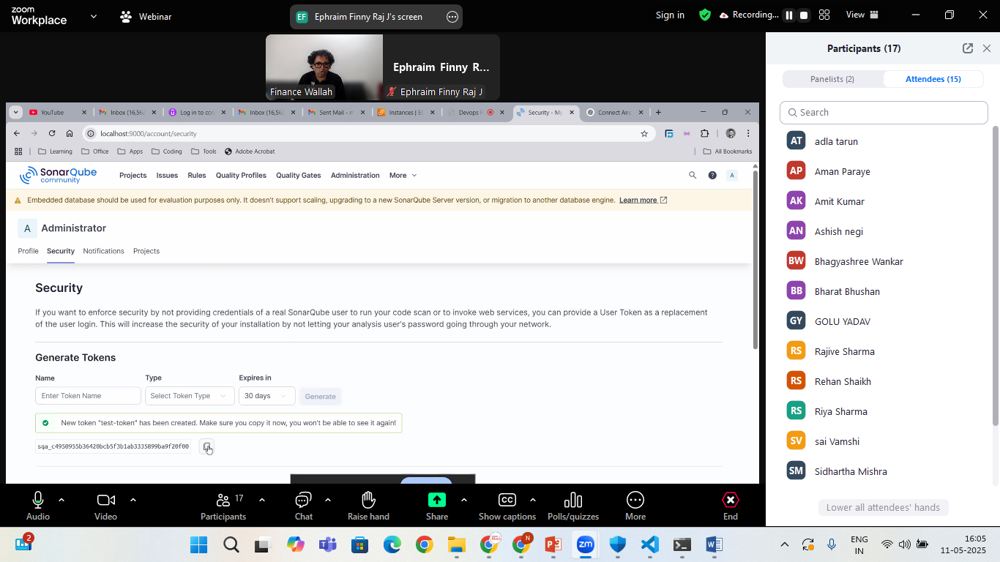 zoom
Workplace
Webinar
EF Ephraim Finny Raj J's screen
Sign in
Recording...
View
Finance Wallah
Ephraim Finny R...
Ephraim Finny Raj J
Participants (17)
Panelists (2)
Attendees (15)
Search
AT adla tarun
AP Aman Paraye
AK Amit Kumar
AN Ashish negi
BW Bhagyashree Wankar
BB Bharat Bhushan
GY GOLU YADAV
RS Rajive Sharma
RS Rehan Shaikh
RS Riya Sharma
SV sai Vamshi
SM Sidhartha Mishra
Lower all attendees' hands
YouTube
Inbox (16,562
Log in to con
Inbox (16,562
Sent Mail - m
Instances | EC
Devops F
Security - My
Connect Ans
localhost:9000/account/security
Learning
Office
Apps
Coding
Tools
Adobe Acrobat
All Bookmarks
SonarQube
community
Projects
Issues
Rules
Quality Profiles
Quality Gates
Administration
More
A
Embedded database should be used for evaluation purposes only. It doesn't support scaling, upgrading to a new SonarQube Server version, or migration to another database engine. Learn more
A Administrator
Profile
Security
Notifications
Projects
Security
If you want to enforce security by not providing credentials of a real SonarQube user to run your code scan or to invoke web services, you can provide a User Token as a replacement
of the user login. This will increase the security of your installation by not letting your analysis user's password going through your network.
Generate Tokens
Name
Type
Expires in
Enter Token Name
Select Token Type
30 days
Generate
New token "test-token" has been created. Make sure you copy it now, you won't be able to see it again!
sqa_c4950955b36420bcb5f3b1ab3335899ba9f20f00
Audio
Video
Participants
17
Chat
Raise hand
Share
CC
Show captions
Polls/quizzes
More
End
2
zm
N
ENG
IN
16:05
11-05-2025